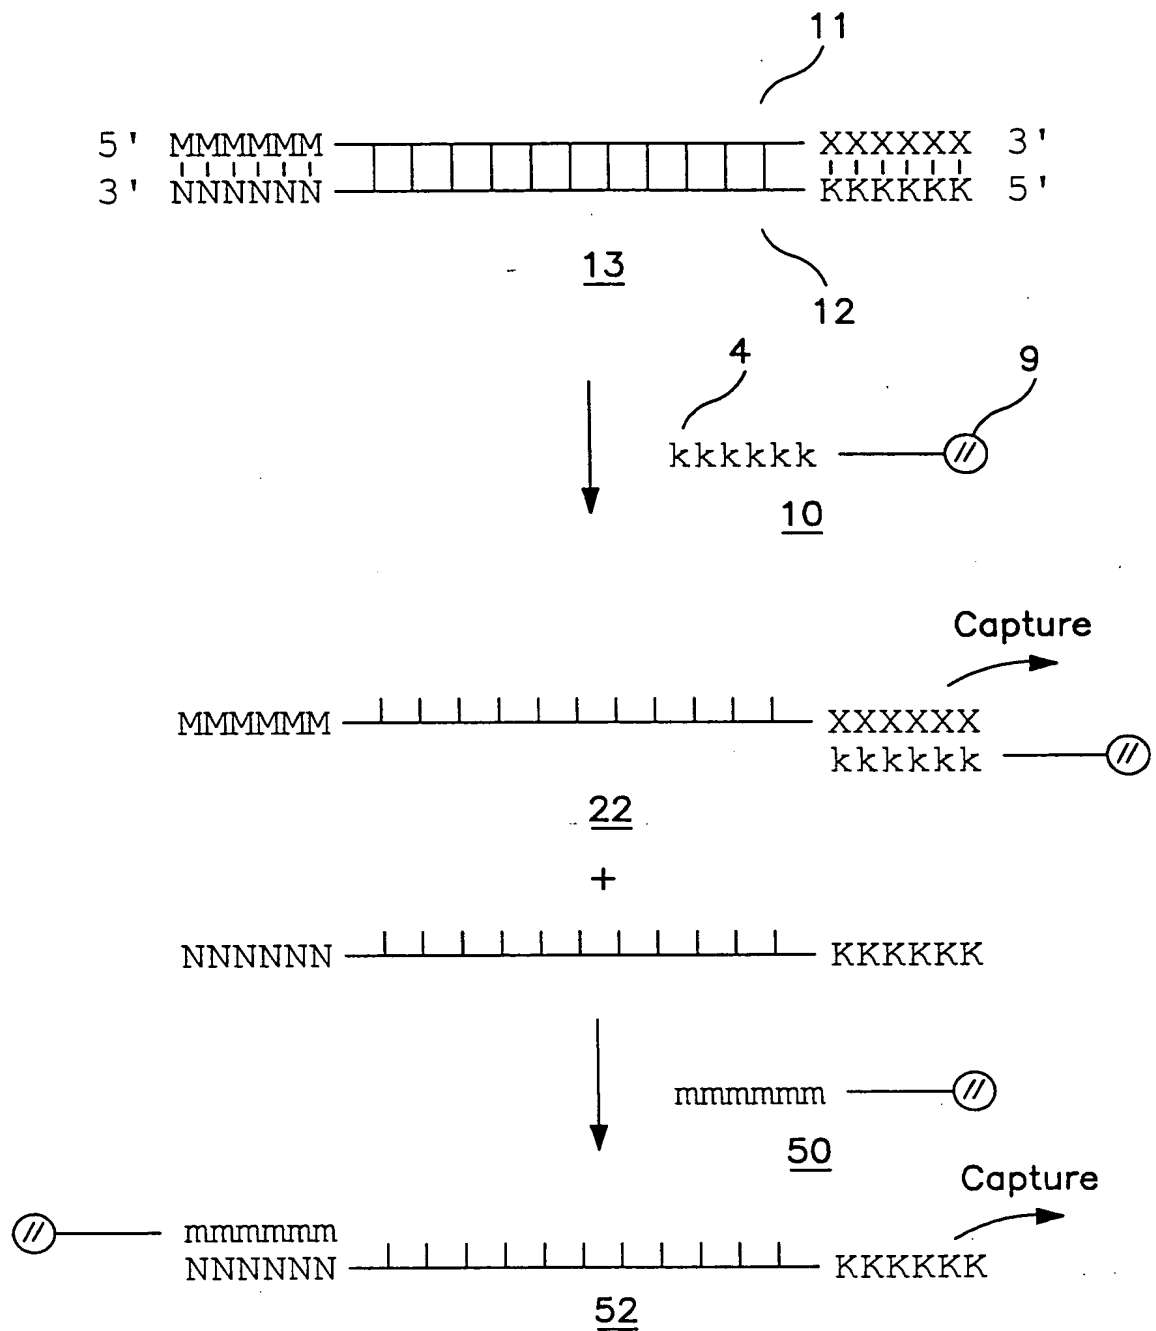 11
5' MMMMMM XXXXXX 3'
3' NNNNNN KKKKKK 5'
13
12
4
9
kkkkkk //
10
Capture
MMMMMM XXXXXX
kkkkkk //
22
+
NNNNNN KKKKKK
mmmmmm //
50
Capture
// mmmmmm
NNNNNN KKKKKK
52